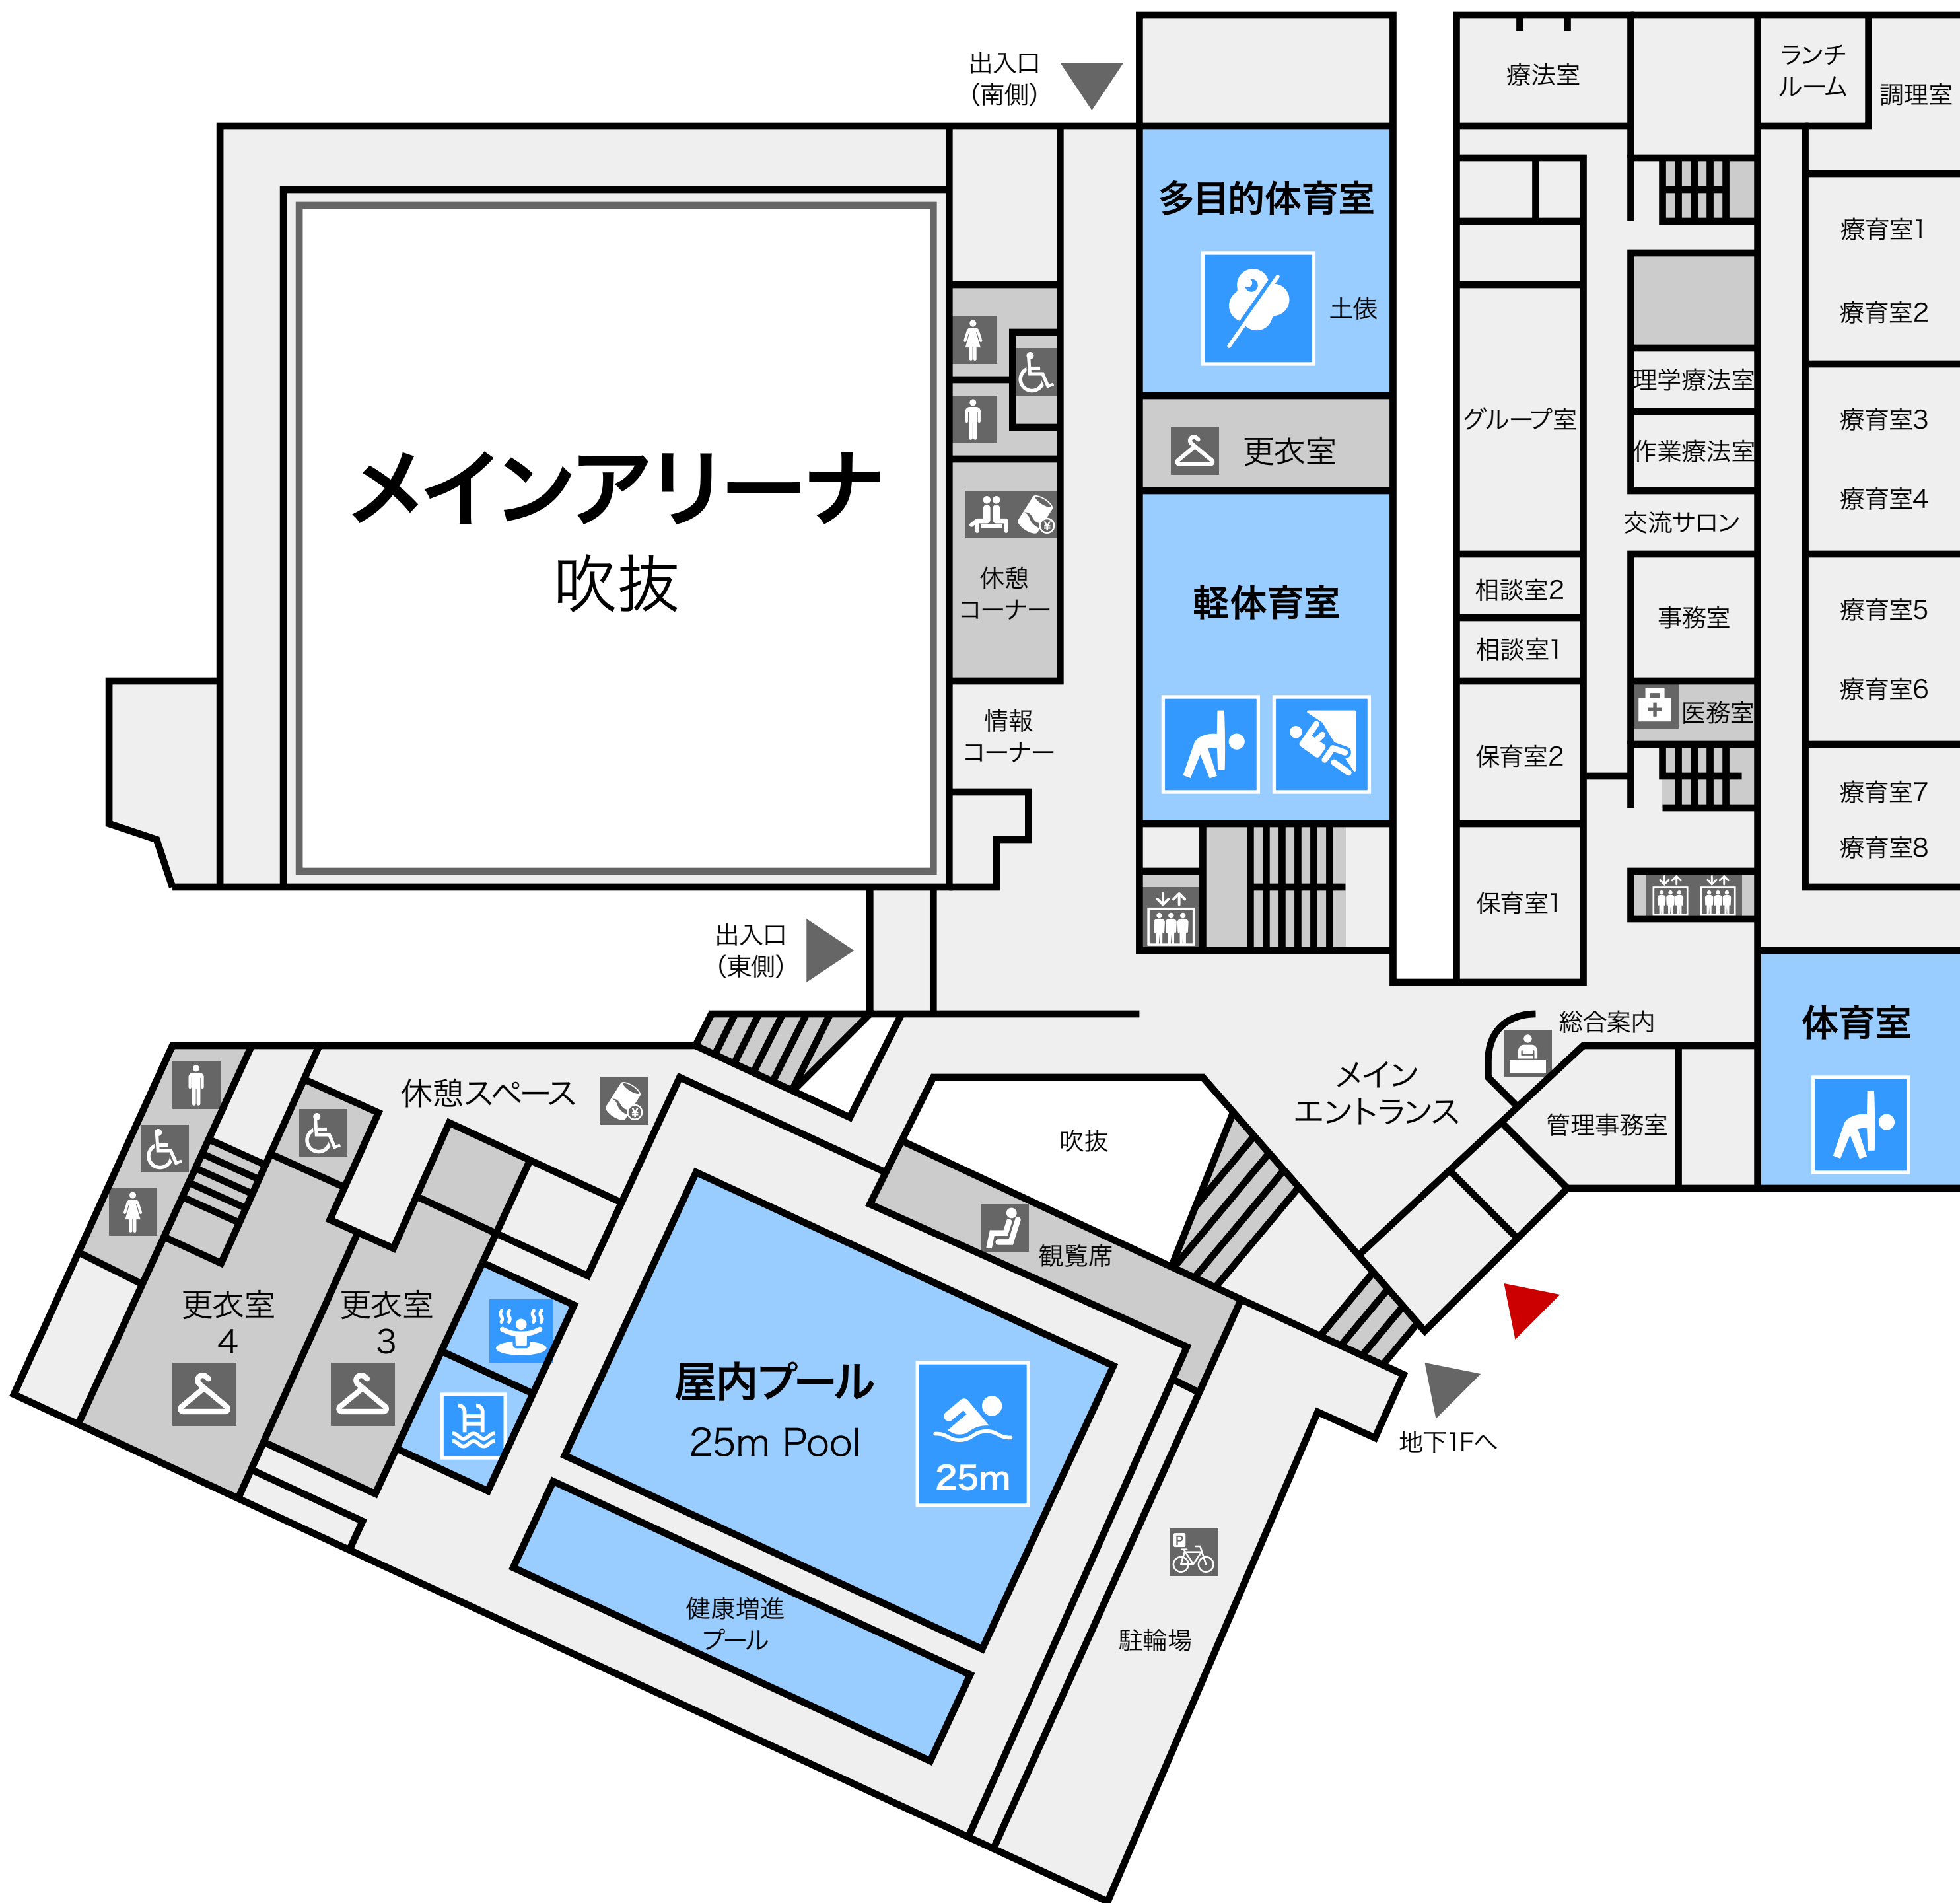 出入口
（南側）
療法室
ランチ
ルーム
調理室
多目的体育室
土俵
療育室1
療育室2
理学療法室
グループ室
療育室3
作業療法室
メインアリーナ
吹抜
更衣室
療育室4
交流サロン
¥
休憩
コーナー
軽体育室
相談室2
事務室
療育室5
相談室1
療育室6
情報
コーナー
医務室
保育室2
療育室7
療育室8
保育室1
出入口
（東側）
総合案内
体育室
休憩スペース
¥
メイン
エントランス
管理事務室
吹抜
観覧席
更衣室
4
更衣室
3
屋内プール
25m Pool
25m
地下1Fへ
P
健康増進
プール
駐輪場